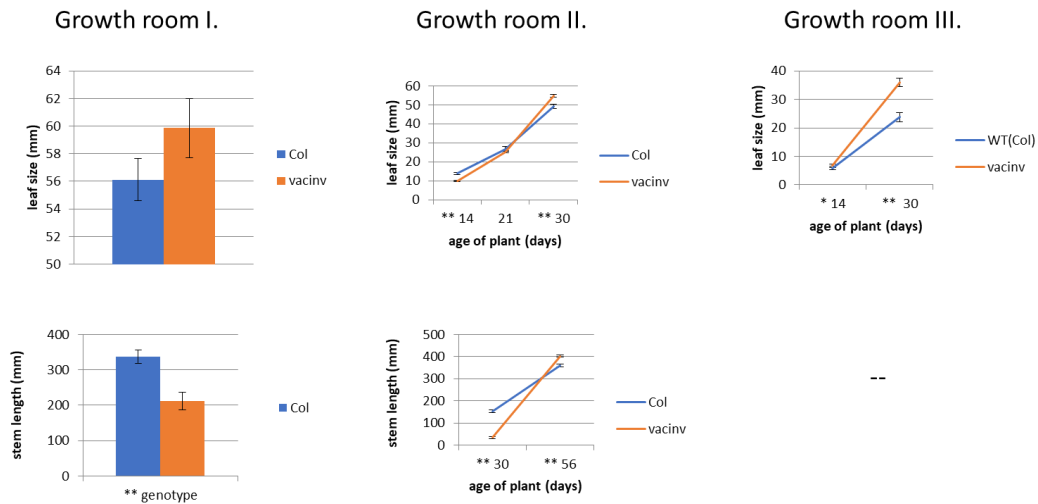 Growth room I.
Growth room II.
Growth room III.
leaf size (mm)
64
62
60
58
56
54
52
50
Col
vacinv
leaf size (mm)
60
50
40
30
20
10
0
** 14
21
** 30
age of plant (days)
Col
vacinv
leaf size (mm)
40
30
20
10
0
* 14
** 30
age of plant (days)
WT(Col)
vacinv
stem length (mm)
400
300
200
100
0
** genotype
Col
stem length (mm)
500
400
300
200
100
0
** 30
** 56
age of plant (days)
Col
vacinv
--